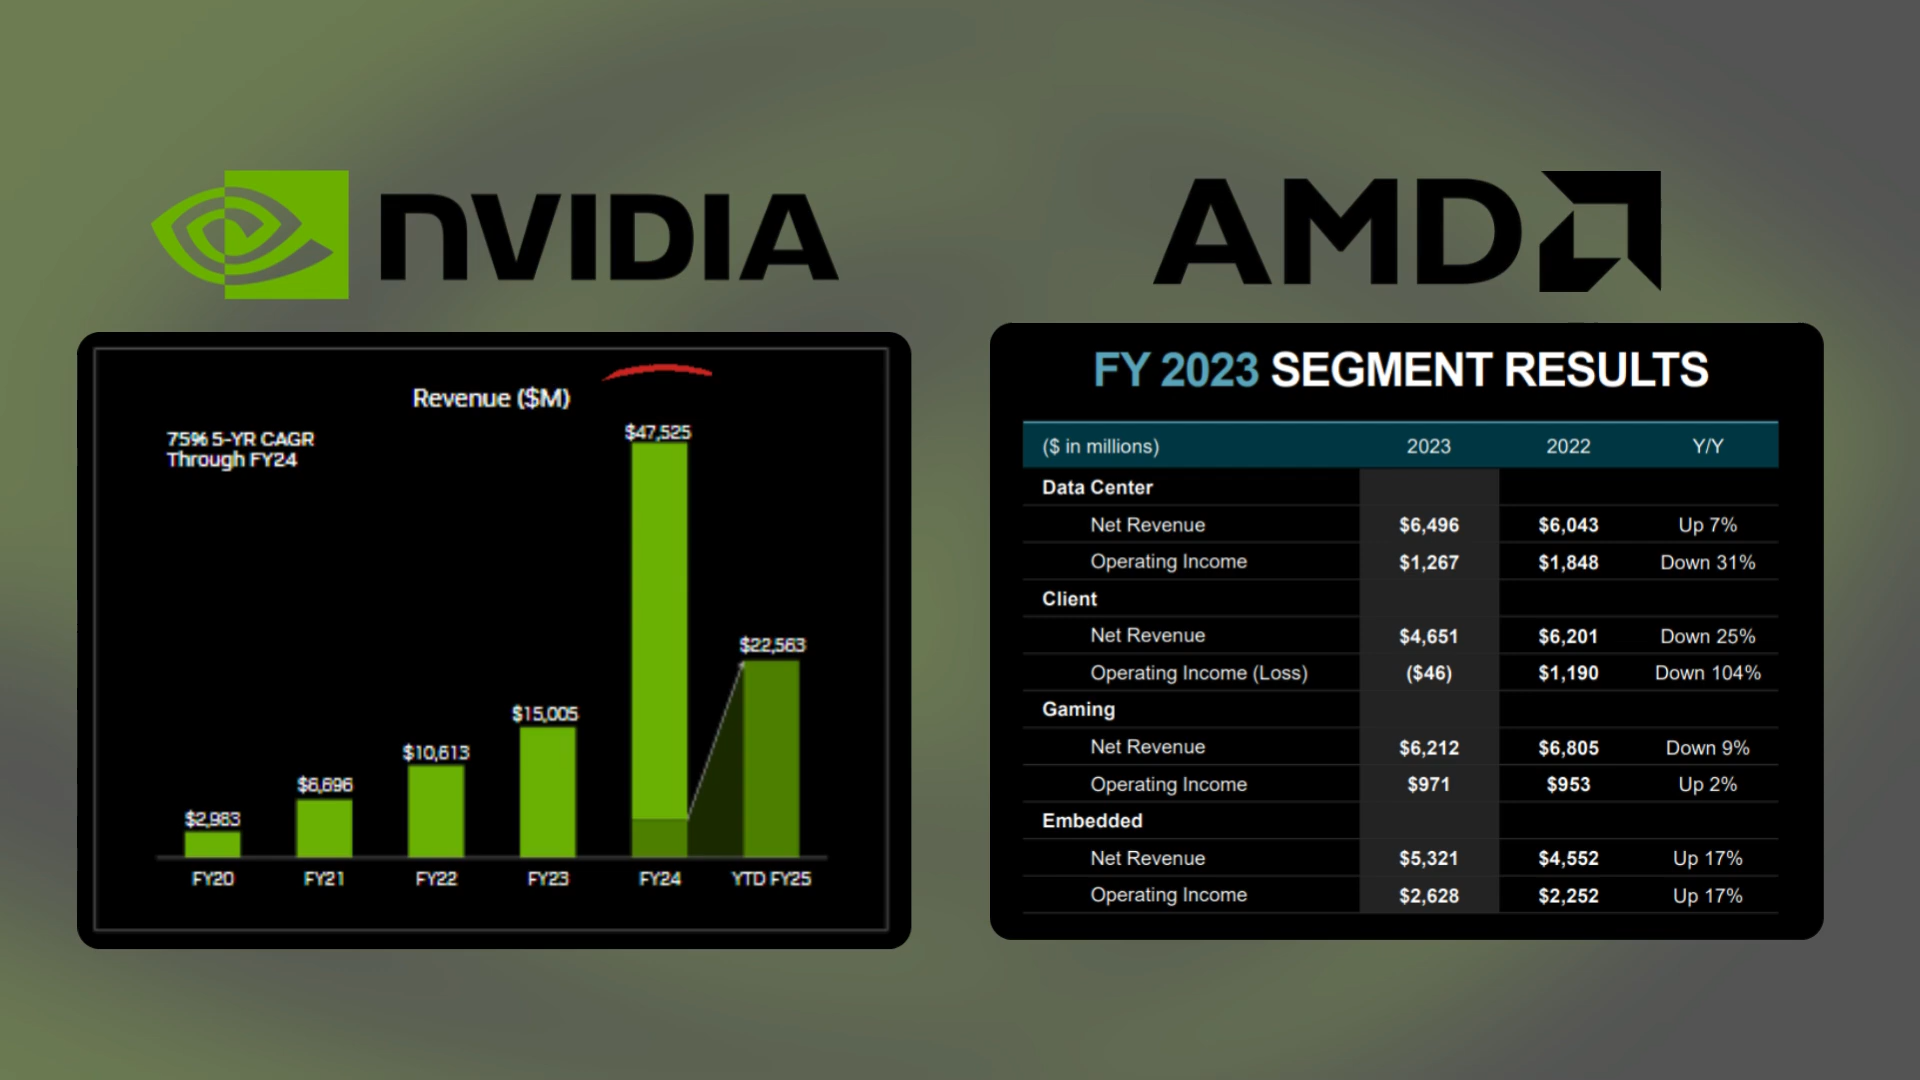 NVIDIA
Revenue ($M)
75% 5-YR CAGR
Through FY24
$2,983
$6,696
$10,613
$15,005
$47,525
$22,563
FY20 FY21 FY22 FY23 FY24 YTD FY25
AMD
FY 2023 SEGMENT RESULTS
($ in millions) 2023 2022 Y/Y
Data Center
Net Revenue $6,496 $6,043 Up 7%
Operating Income $1,267 $1,848 Down 31%
Client
Net Revenue $4,651 $6,201 Down 25%
Operating Income (Loss) ($46) $1,190 Down 104%
Gaming
Net Revenue $6,212 $6,805 Down 9%
Operating Income $971 $953 Up 2%
Embedded
Net Revenue $5,321 $4,552 Up 17%
Operating Income $2,628 $2,252 Up 17%